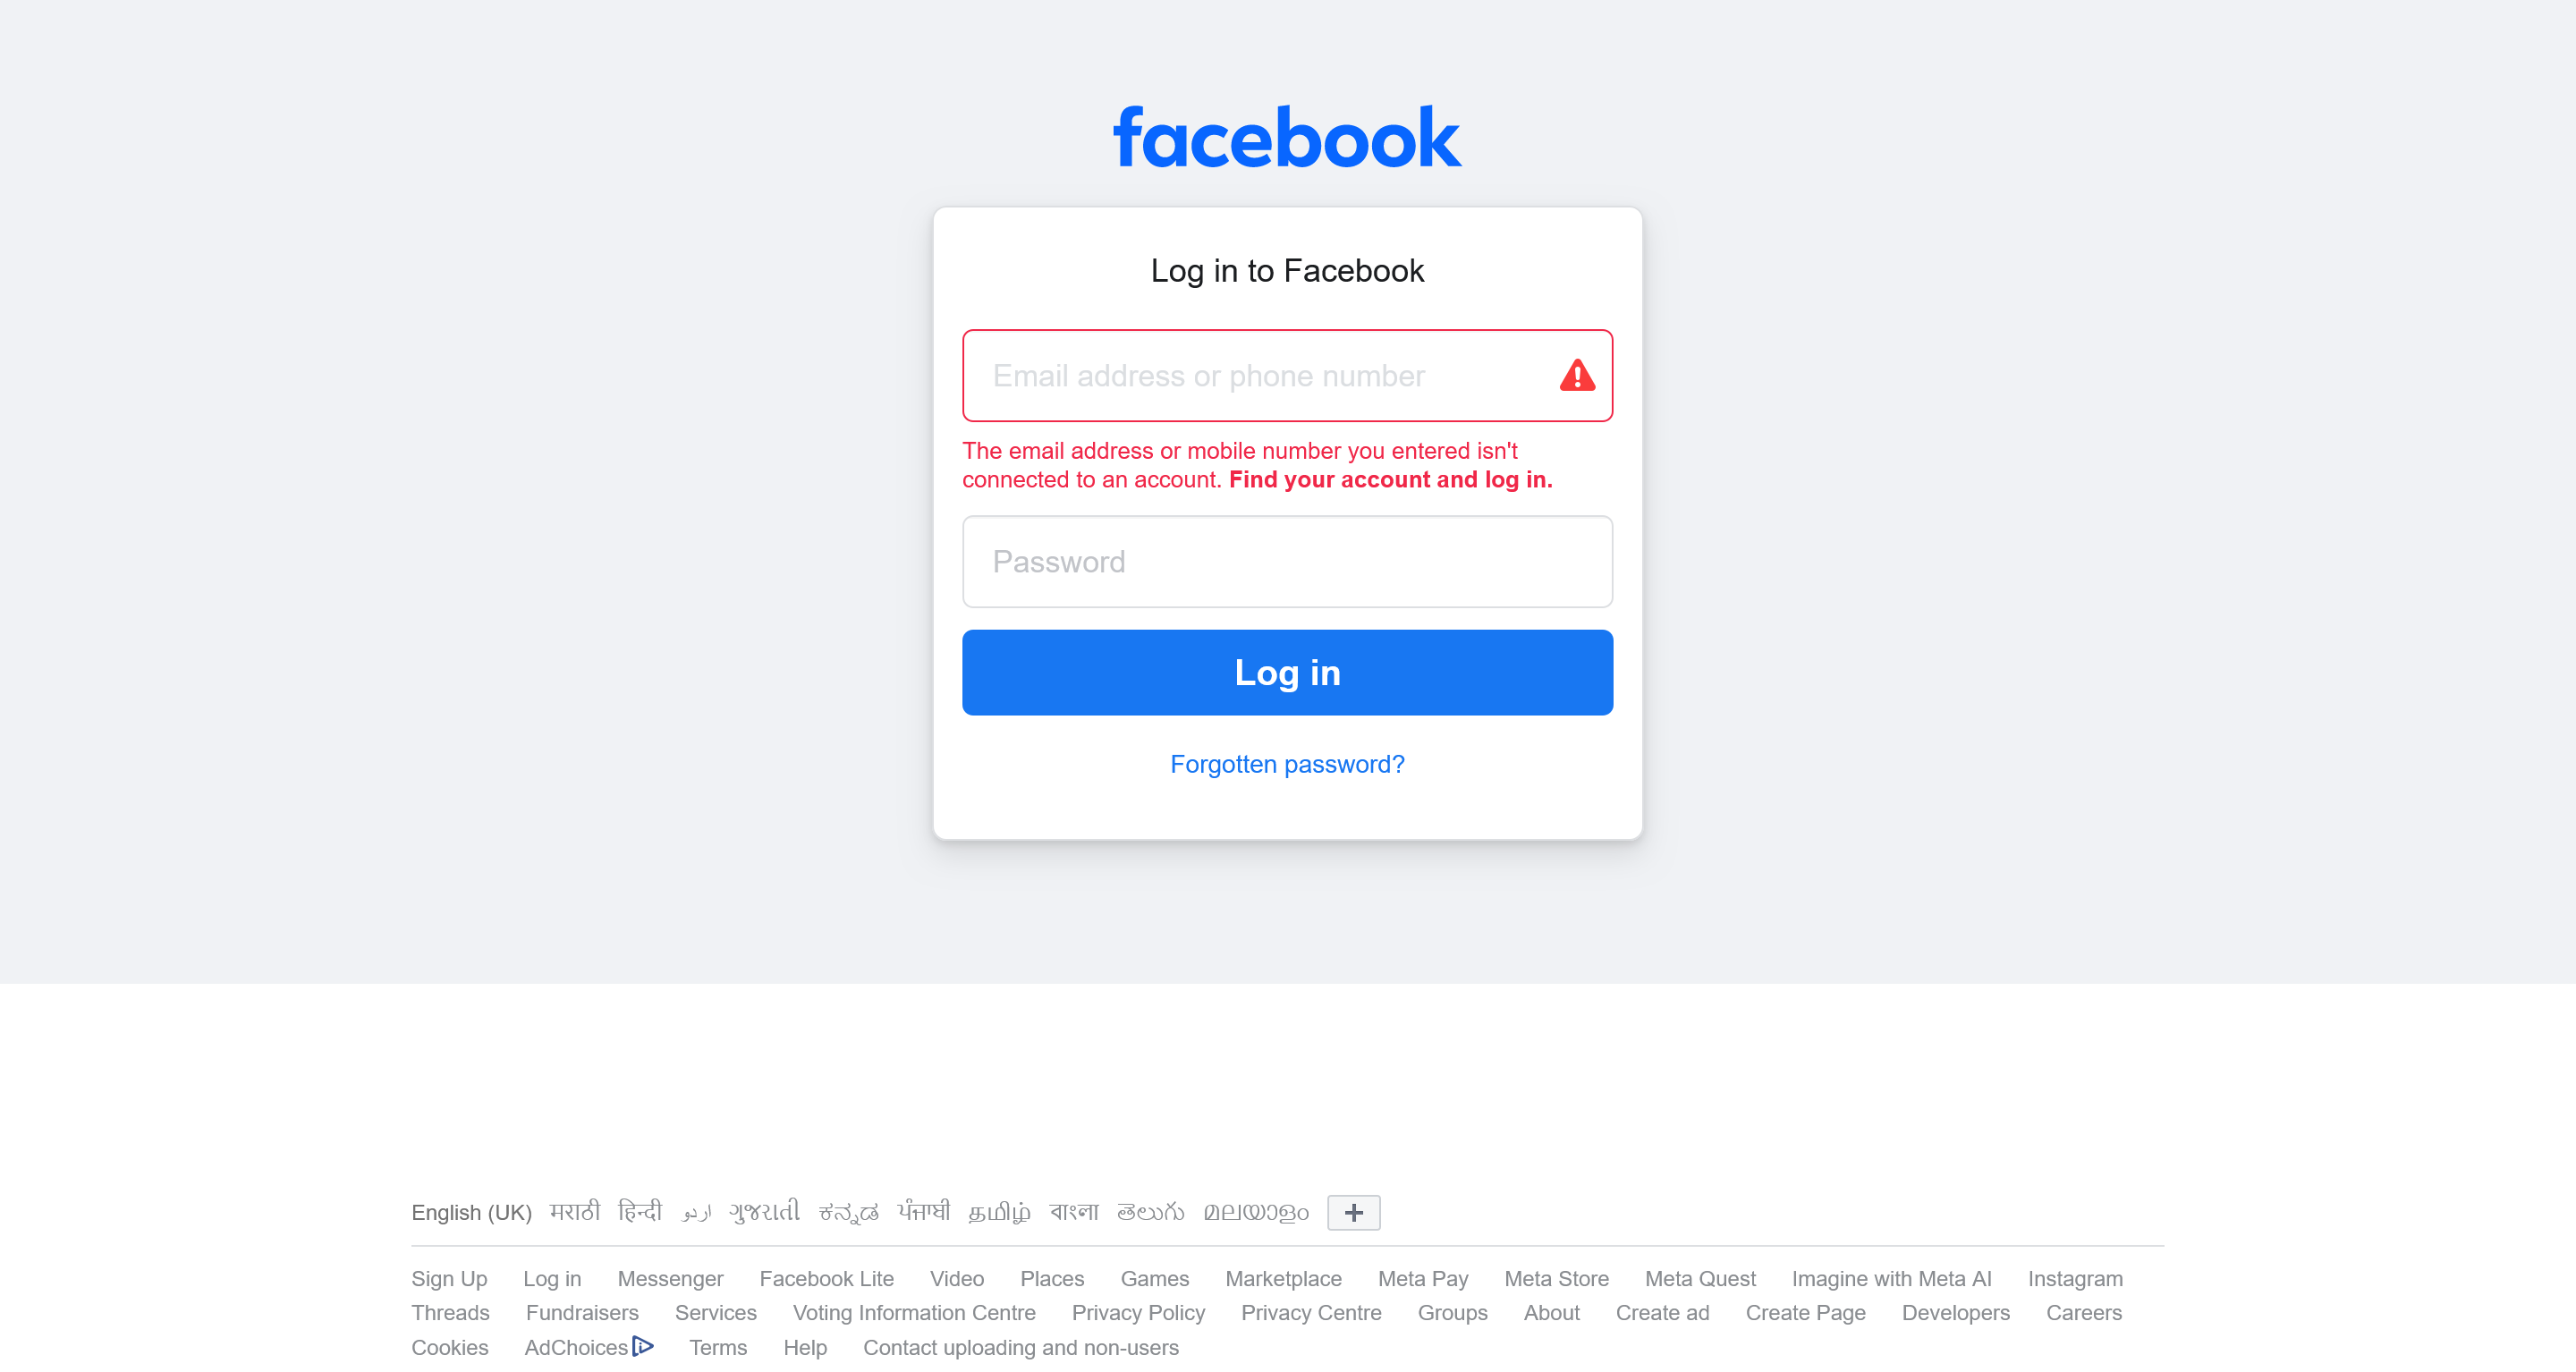 facebook
Log in to Facebook
Email address or phone number
The email address or mobile number you entered isn't
connected to an account. Find your account and log in.
Password
Log in
Forgotten password?
English (UK) मराठी हिन्दी اردو ગુજરાતી ಕನ್ನಡ ਪੰਜਾਬੀ தமிழ் বাংলা తెలుగు മലയാളം
Sign Up Log in Messenger Facebook Lite Video Places Games Marketplace Meta Pay Meta Store Meta Quest Imagine with Meta AI Instagram
Threads Fundraisers Services Voting Information Centre Privacy Policy Privacy Centre Groups About Create ad Create Page Developers Careers
Cookies AdChoices Terms Help Contact uploading and non-users